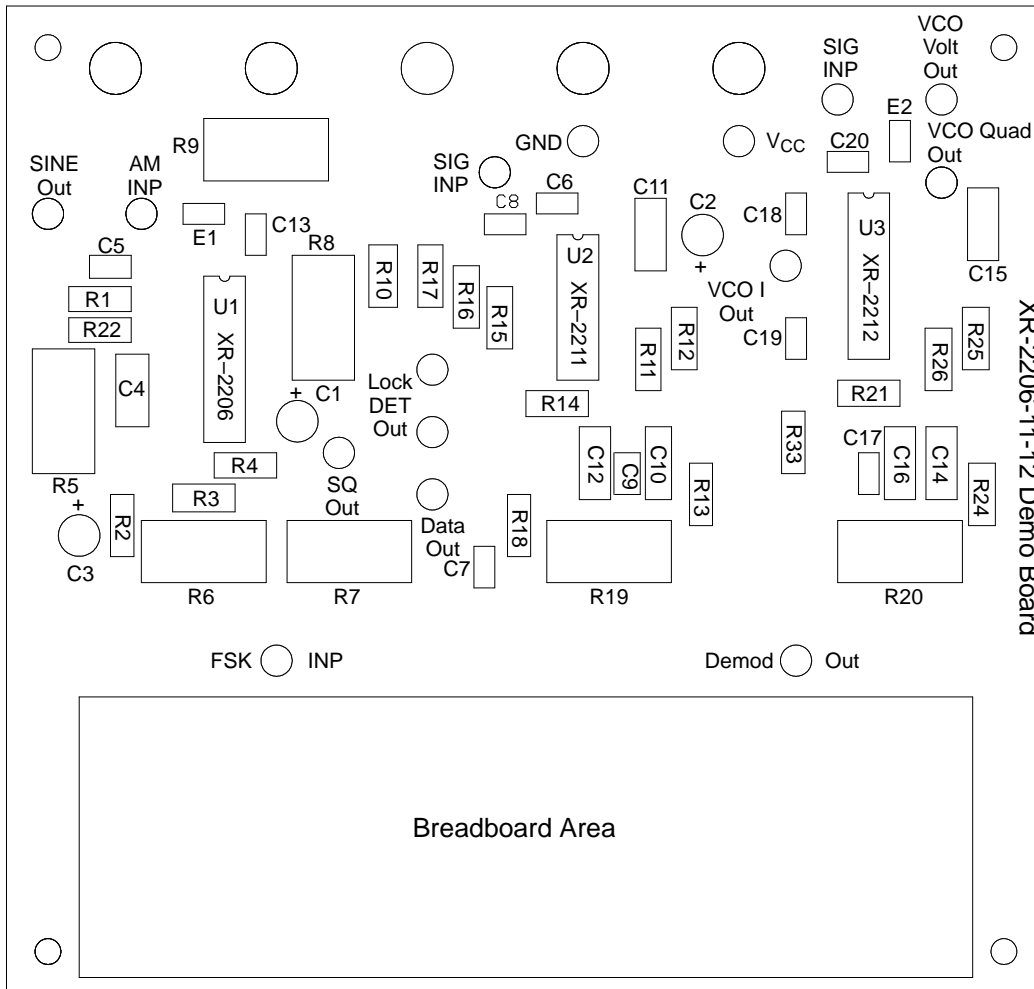 VCO
Volt
Out
SIG
INP
E2
VCO Quad
Out
R9
GND
VCC
C20
SINE
Out
AM
INP
SIG
INP
C6
C11
C2
C18
C8
E1
C13
R8
U2
XR–2211
U3
XR–2212
C15
C5
R10
R17
R16
R15
+
VCO I
Out
R1
U1
XR–2206
R22
R12
R11
C19
R25
R26
XR-2206-11-12 Demo Board
C4
+
C1
Lock
DET
Out
R14
R21
R33
C17
C12
C9
C10
C16
C14
R4
R5
R3
SQ
Out
R13
R24
+
R2
Data
Out
R18
C3
C7
R6
R7
R19
R20
FSK
INP
Demod
Out
Breadboard Area